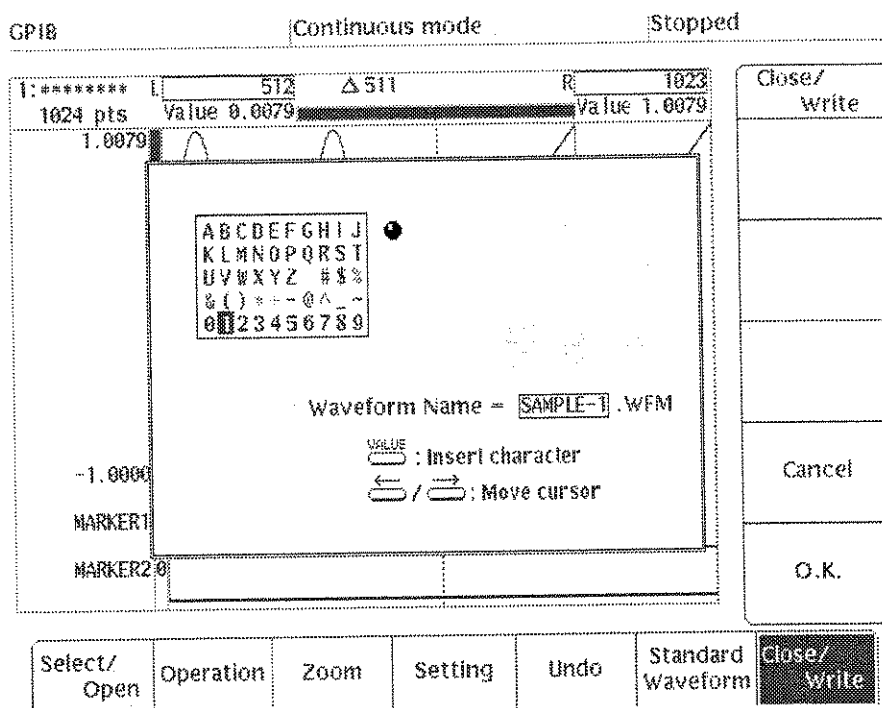 GPIB Continuous mode Stopped
1:******** L 512 △511 R 1023
1024 pts Value 0.0079 Value 1.0079
1.0079
ABCDEFGHIJ
KLMNOPQRST
UVWXYZ #$%
&()*+-@^_~
0123456789
Waveform Name = SAMPLE-1 .WFM
VALUE : Insert character
← / → : Move cursor
-1.0000
MARKER1
MARKER2 0
Close/
Write
Cancel
O.K.
Select/
Open
Operation
Zoom
Setting
Undo
Standard
Waveform
Close/
Write